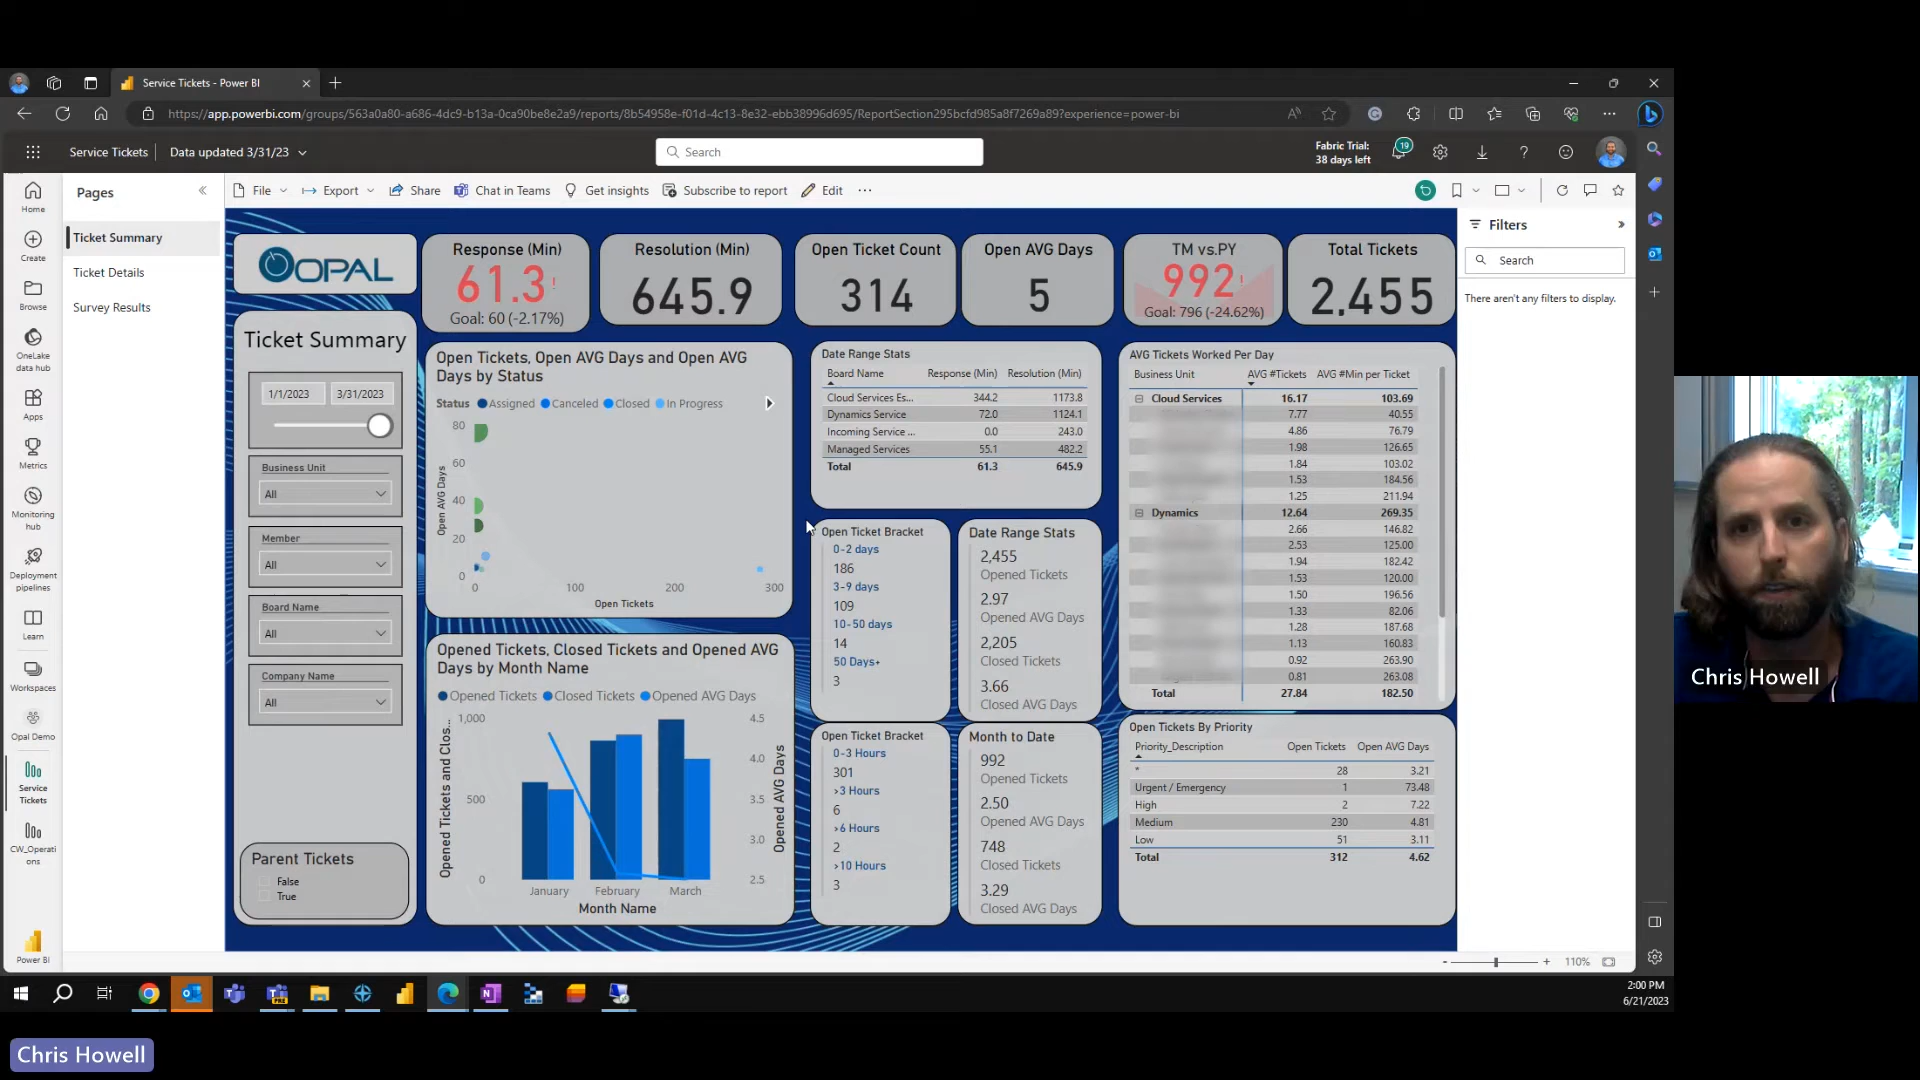 Service Tickets - Power BI
https://app.powerbi.com/groups/563a0a80-a686-4dc9-b13a-0ca90be8e2a9/reports/8b54958e-f01d-4c13-8e32-ebb38996d695/ReportSection295bcfd985a8f7269a89?experience=power-bi
Service Tickets
Data updated 3/31/23
Search
Fabric Trial:
38 days left
19
Home
Create
Browse
OneLake
data hub
Apps
Metrics
Monitoring
hub
Deployment
pipelines
Learn
Workspaces
Opal Demo
Service
Tickets
CW_Operati
ons
Power BI
Pages
Ticket Summary
Ticket Details
Survey Results
File
Export
Share
Chat in Teams
Get insights
Subscribe to report
Edit
OPAL
Response (Min)
61.3!
Goal: 60 (-2.17%)
Resolution (Min)
645.9
Open Ticket Count
314
Open AVG Days
5
TM vs.PY
992!
Goal: 796 (-24.62%)
Total Tickets
2,455
Ticket Summary
1/1/2023 3/31/2023
Business Unit
All
Member
All
Board Name
All
Company Name
All
Parent Tickets
False
True
Open Tickets, Open AVG Days and Open AVG
Days by Status
Status Assigned Canceled Closed In Progress
Open AVG Days
80
60
40
20
0
0 100 200 300
Open Tickets
Opened Tickets, Closed Tickets and Opened AVG
Days by Month Name
Opened Tickets Closed Tickets Opened AVG Days
Opened Tickets and Clos...
1,000
500
0
4.5
4.0
3.5
3.0
2.5
Opened AVG Days
January February March
Month Name
Date Range Stats
Board Name Response (Min) Resolution (Min)
Cloud Services Es... 344.2 1173.8
Dynamics Service 72.0 1124.1
Incoming Service ... 0.0 243.0
Managed Services 55.1 482.2
Total 61.3 645.9
Open Ticket Bracket
0-2 days
186
3-9 days
109
10-50 days
14
50 Days+
3
Date Range Stats
2,455
Opened Tickets
2.97
Opened AVG Days
2,205
Closed Tickets
3.66
Closed AVG Days
Open Ticket Bracket
0-3 Hours
301
>3 Hours
6
>6 Hours
2
>10 Hours
3
Month to Date
992
Opened Tickets
2.50
Opened AVG Days
748
Closed Tickets
3.29
Closed AVG Days
AVG Tickets Worked Per Day
Business Unit AVG #Tickets AVG #Min per Ticket
Cloud Services 16.17 103.69
7.77 40.55
4.86 76.79
1.98 126.65
1.84 103.02
1.53 184.56
1.25 211.94
Dynamics 12.64 269.35
2.66 146.82
2.53 125.00
1.94 182.42
1.53 120.00
1.50 196.56
1.33 82.06
1.28 187.68
1.13 160.83
0.92 263.90
0.81 263.08
Total 27.84 182.50
Open Tickets By Priority
Priority_Description Open Tickets Open AVG Days
* 28 3.21
Urgent / Emergency 1 73.48
High 2 7.22
Medium 230 4.81
Low 51 3.11
Total 312 4.62
Filters
Search
There aren't any filters to display.
110%
2:00 PM
6/21/2023
Chris Howell
Chris Howell